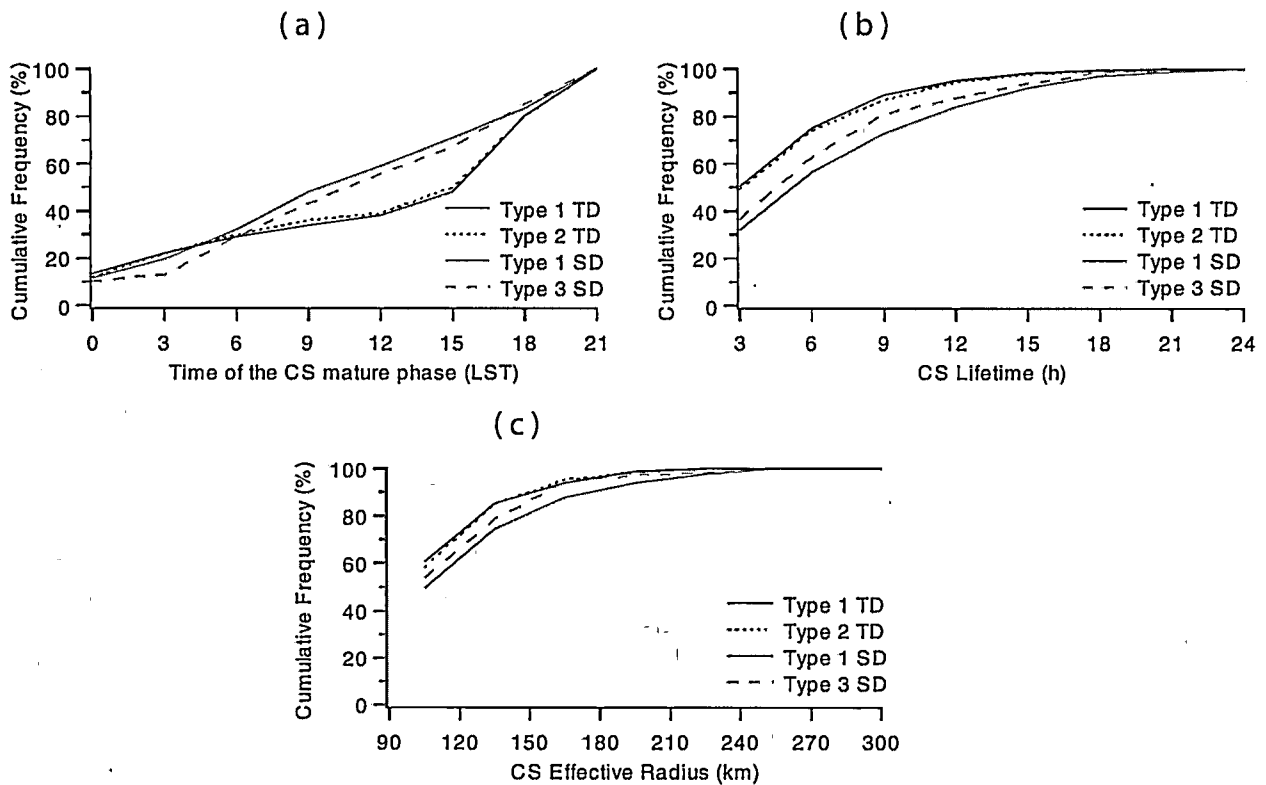 (a)
Cumulative Frequency (%)
100
80
60
40
20
0
Type 1 TD
Type 2 TD
Type 1 SD
Type 3 SD
0 3 6 9 12 15 18 21
Time of the CS mature phase (LST)
(b)
Cumulative Frequency (%)
100
80
60
40
20
0
Type 1 TD
Type 2 TD
Type 1 SD
Type 3 SD
3 6 9 12 15 18 21 24
CS Lifetime (h)
(c)
Cumulative Frequency (%)
100
80
60
40
20
0
Type 1 TD
Type 2 TD
Type 1 SD
Type 3 SD
90 120 150 180 210 240 270 300
CS Effective Radius (km)